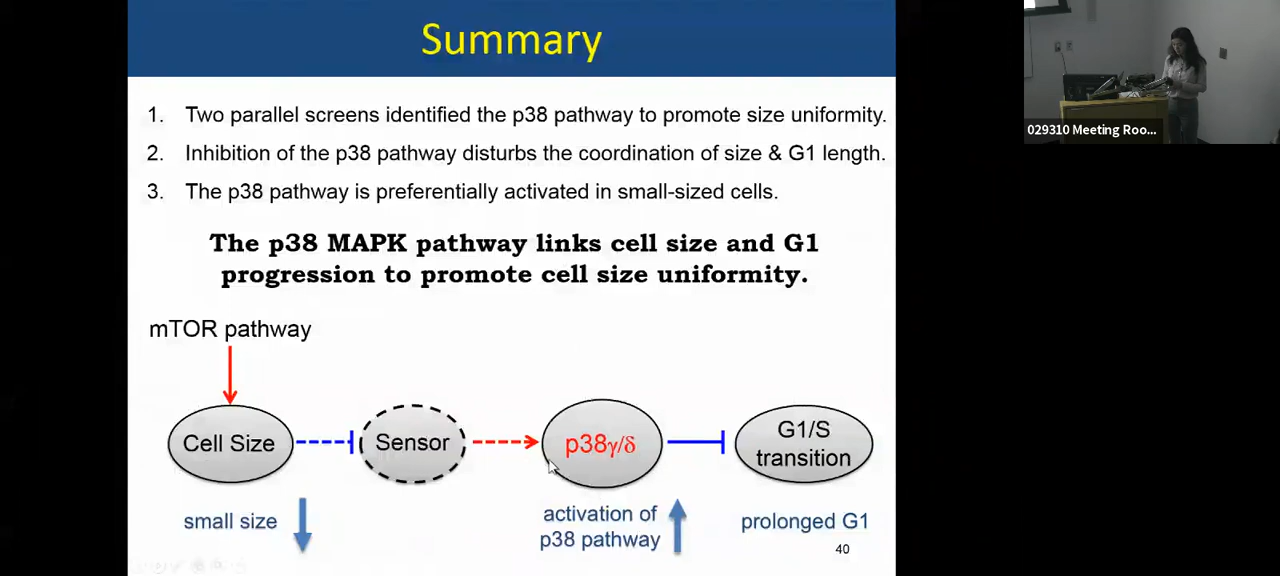 Summary
1. Two parallel screens identified the p38 pathway to promote size uniformity.
2. Inhibition of the p38 pathway disturbs the coordination of size & G1 length.
3. The p38 pathway is preferentially activated in small-sized cells.
The p38 MAPK pathway links cell size and G1
progression to promote cell size uniformity.
mTOR pathway
Cell Size
Sensor
p38γ/δ
G1/S
transition
small size
activation of
p38 pathway
prolonged G1
40
029310 Meeting Roo...